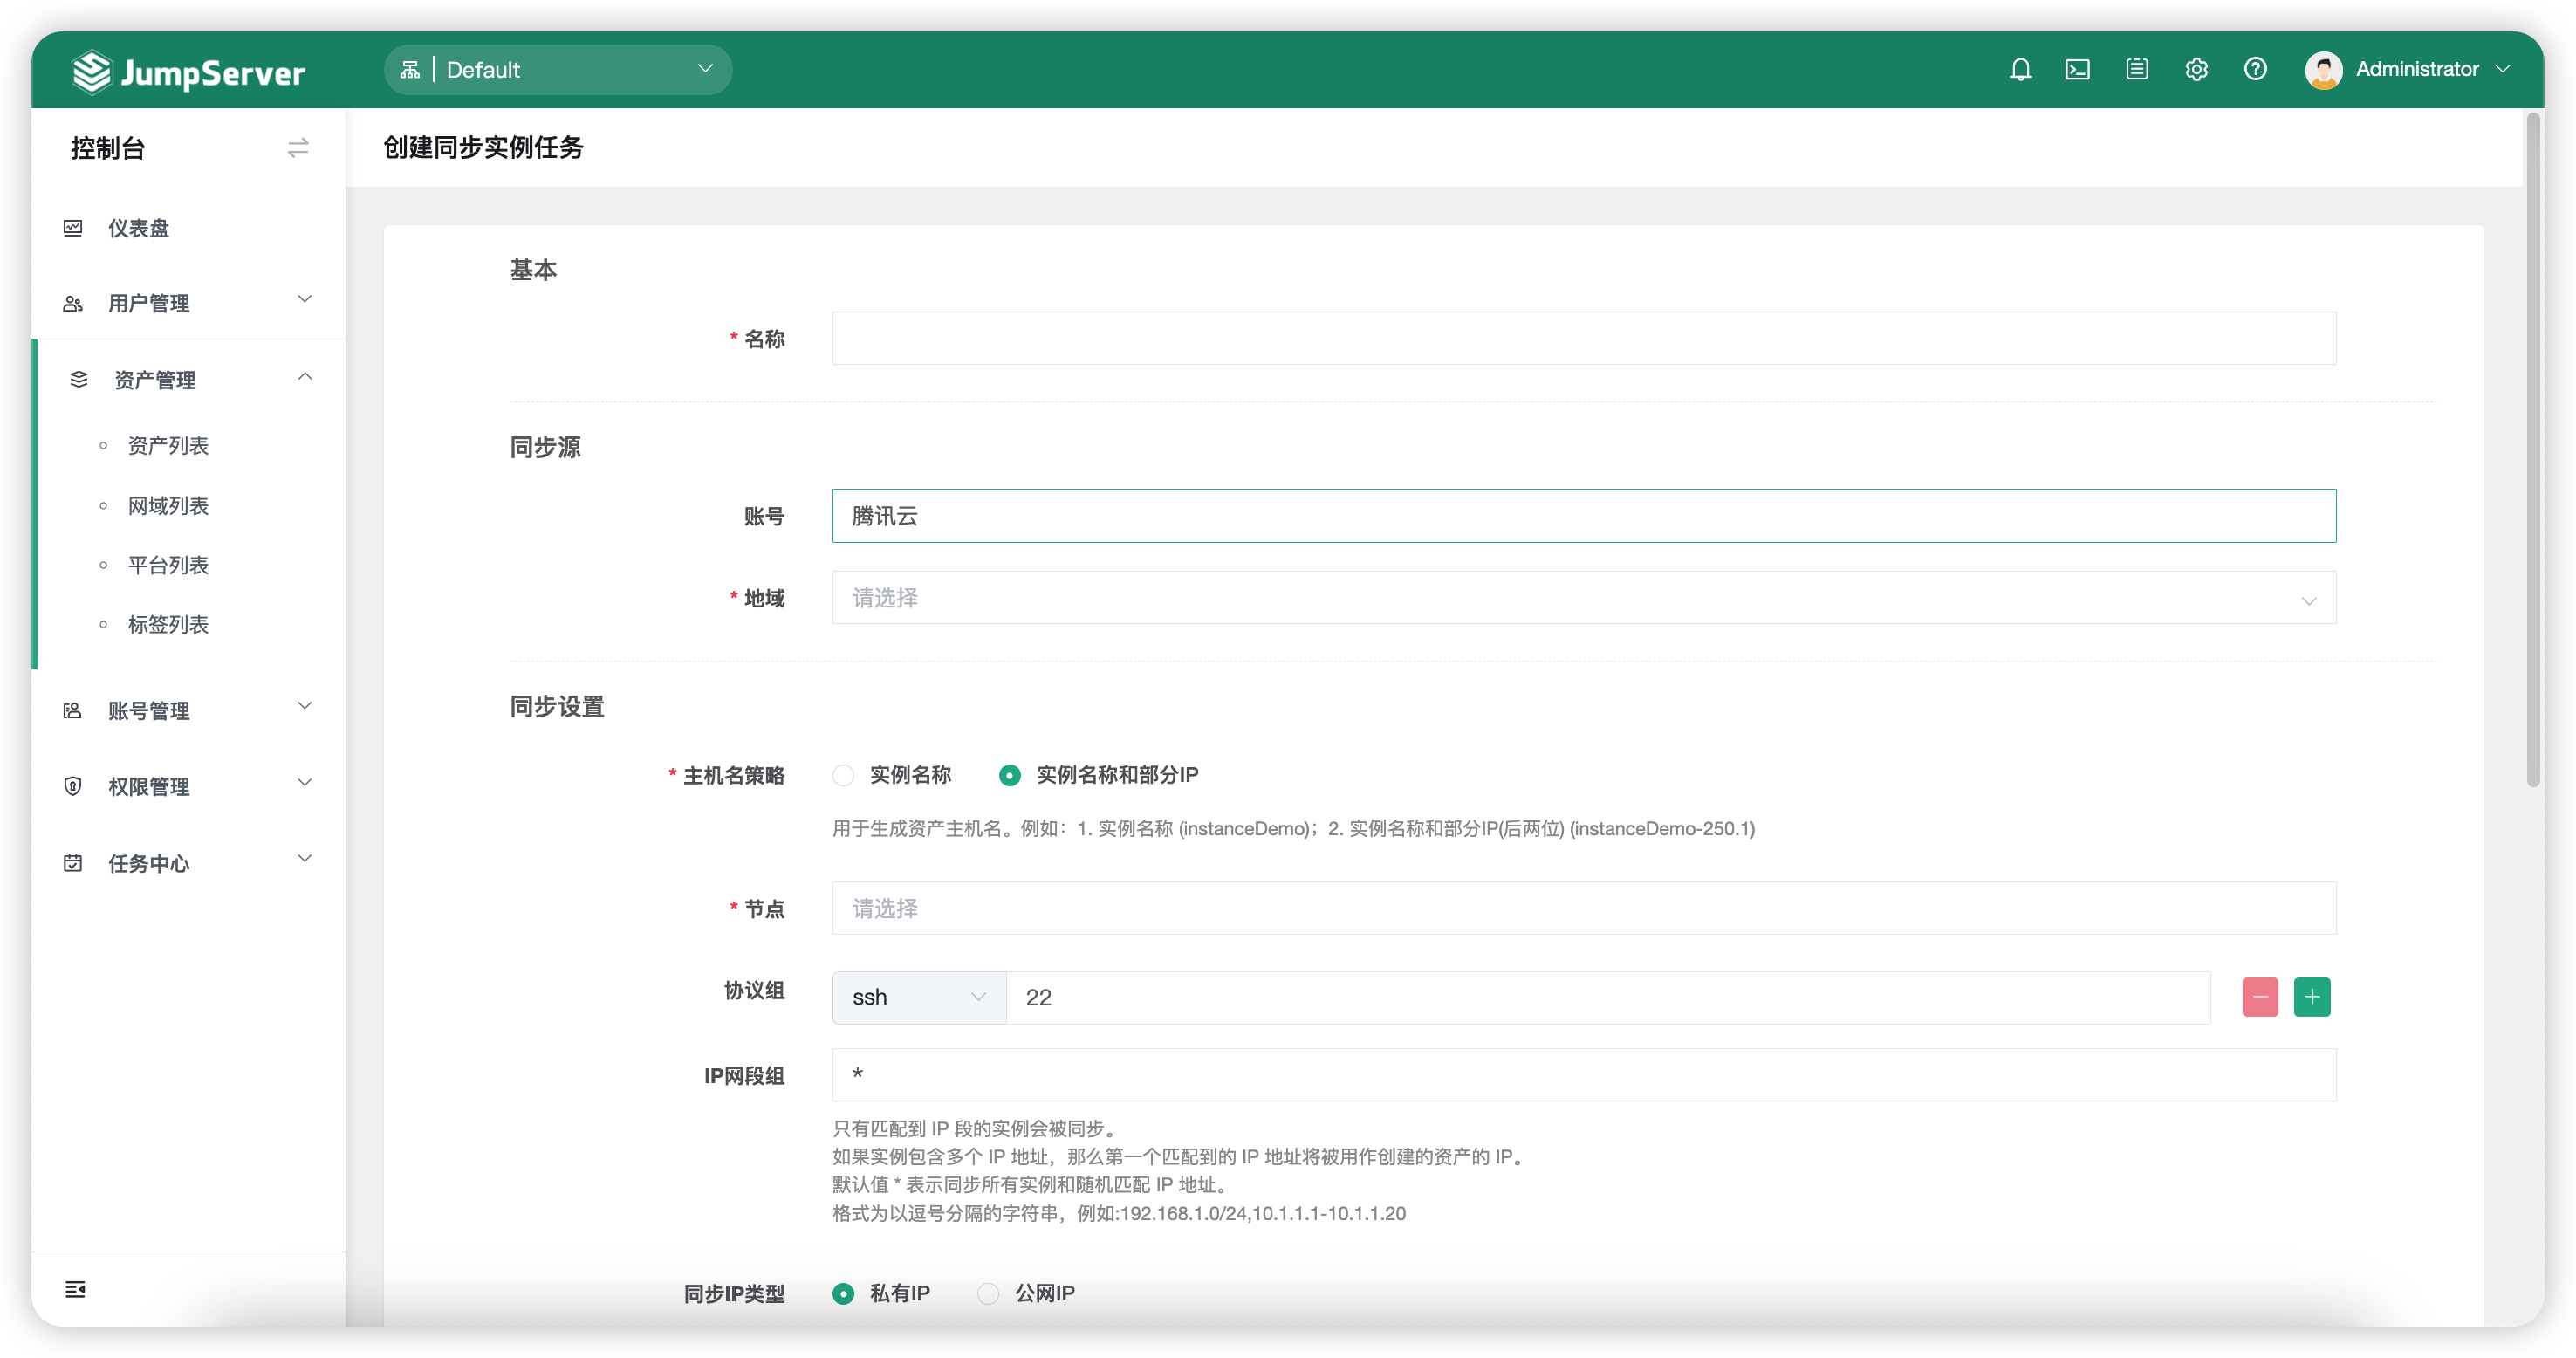 JumpServer
Default
Administrator
控制台
创建同步实例任务
仪表盘
用户管理
资产管理
资产列表
网域列表
平台列表
标签列表
账号管理
权限管理
任务中心
基本
* 名称
同步源
账号 腾讯云
* 地域 请选择
同步设置
* 主机名策略 实例名称 实例名称和部分IP
用于生成资产主机名。例如：1. 实例名称 (instanceDemo)；2. 实例名称和部分IP(后两位) (instanceDemo-250.1)
* 节点 请选择
协议组 ssh 22
IP网段组 *
只有匹配到 IP 段的实例会被同步。
如果实例包含多个 IP 地址，那么第一个匹配到的 IP 地址将被用作创建的资产的 IP。
默认值 * 表示同步所有实例和随机匹配 IP 地址。
格式为以逗号分隔的字符串，例如:192.168.1.0/24,10.1.1.1-10.1.1.20
同步IP类型 私有IP 公网IP